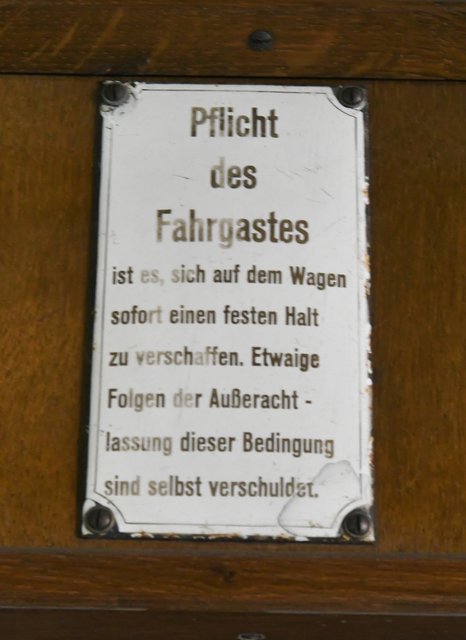 Pflicht
des
Fahrgastes
ist es, sich auf dem Wagen
sofort einen festen Halt
zu verschaffen. Etwaige
Folgen der Außeracht -
lassung dieser Bedingung
sind selbst verschuldet.